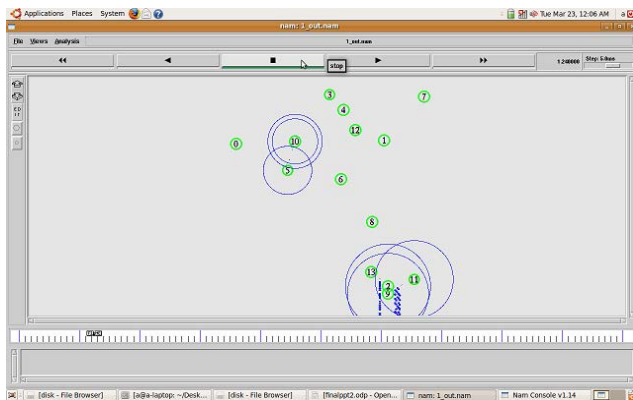 Applications Places System Tue Mar 23, 12:06 AM a
nam: 1_out.nam
File Views Analysis 1_out.nam
stop 1.240000 Step: 5.0ms
3
7
4
12
0
10
1
5
6
8
13
11
2
9
TIME
[disk - File Browser] [a@a-laptop: ~/Desk... [disk - File Browser] [finalppt2.odp - Open... nam: 1_out.nam Nam Console v1.14